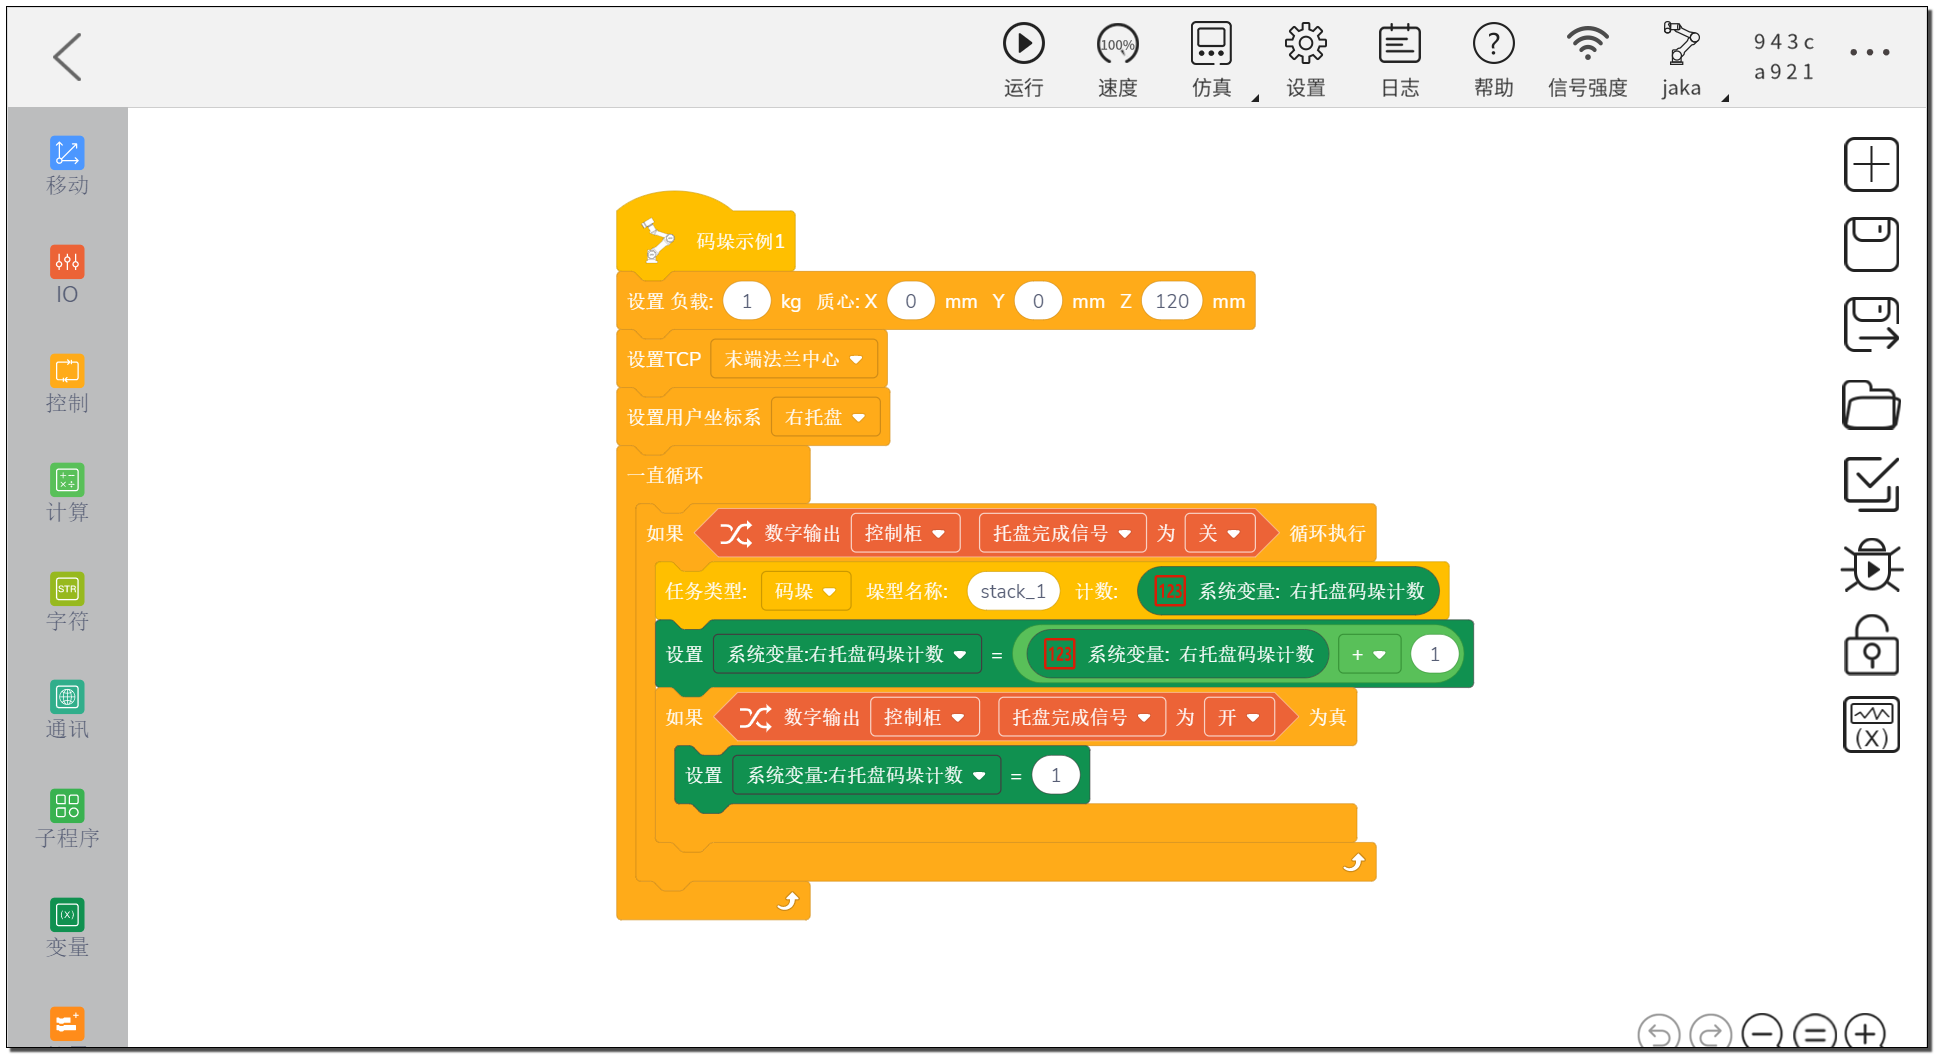 运行
100%
速度
仿真
设置
日志
帮助
信号强度
jaka
943c
a921
移动
IO
控制
计算
STR
字符
通讯
子程序
(X)
变量
码垛示例1
设置 负载: 1 kg 质心: X 0 mm Y 0 mm Z 120 mm
设置TCP 末端法兰中心
设置用户坐标系 右托盘
一直循环
如果 数字输出 控制柜 托盘完成信号 为 关 循环执行
任务类型: 码垛 垛型名称: stack_1 计数: 123 系统变量: 右托盘码垛计数
设置 系统变量:右托盘码垛计数 = 123 系统变量: 右托盘码垛计数 + 1
如果 数字输出 控制柜 托盘完成信号 为 开 为真
设置 系统变量:右托盘码垛计数 = 1
(X)